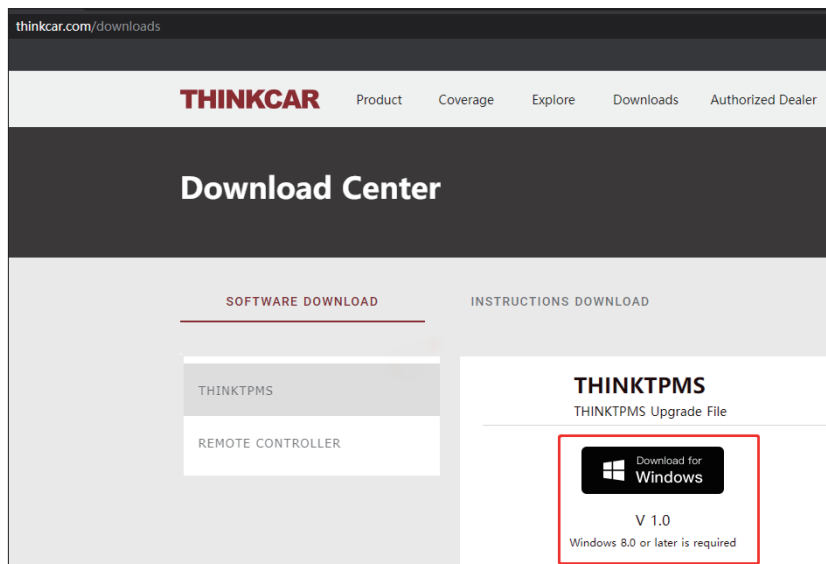 thinkcar.com/downloads
THINKCAR Product Coverage Explore Downloads Authorized Dealer
Download Center
SOFTWARE DOWNLOAD INSTRUCTIONS DOWNLOAD
THINKTPMS
REMOTE CONTROLLER
THINKTPMS
THINKTPMS Upgrade File
Download for
Windows
V 1.0
Windows 8.0 or later is required